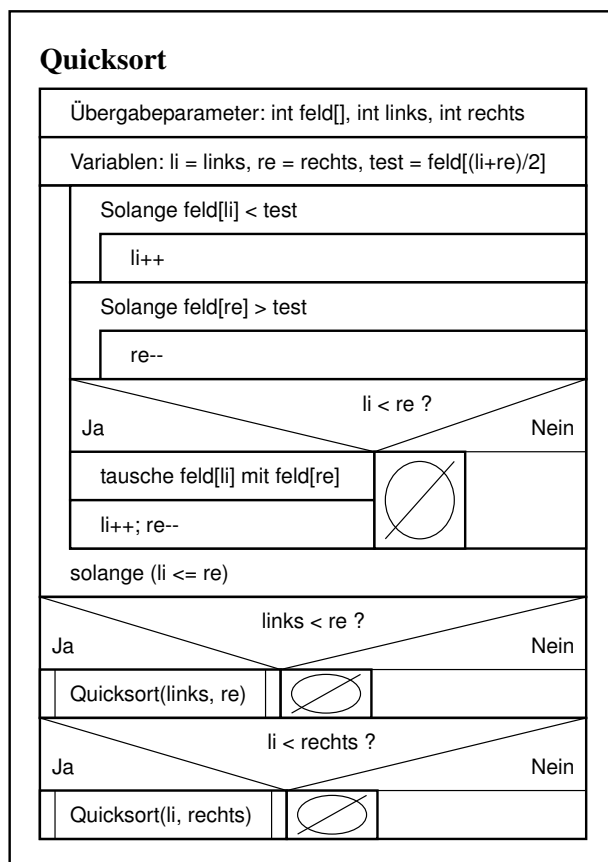 Quicksort
Übergabeparameter: int feld[], int links, int rechts
Variablen: li = links, re = rechts, test = feld[(li+re)/2]
Solange feld[li] < test
li++
Solange feld[re] > test
re--
li < re ?
Ja Nein
tausche feld[li] mit feld[re]
li++; re--
solange (li <= re)
links < re ?
Ja Nein
Quicksort(links, re)
li < rechts ?
Ja Nein
Quicksort(li, rechts)